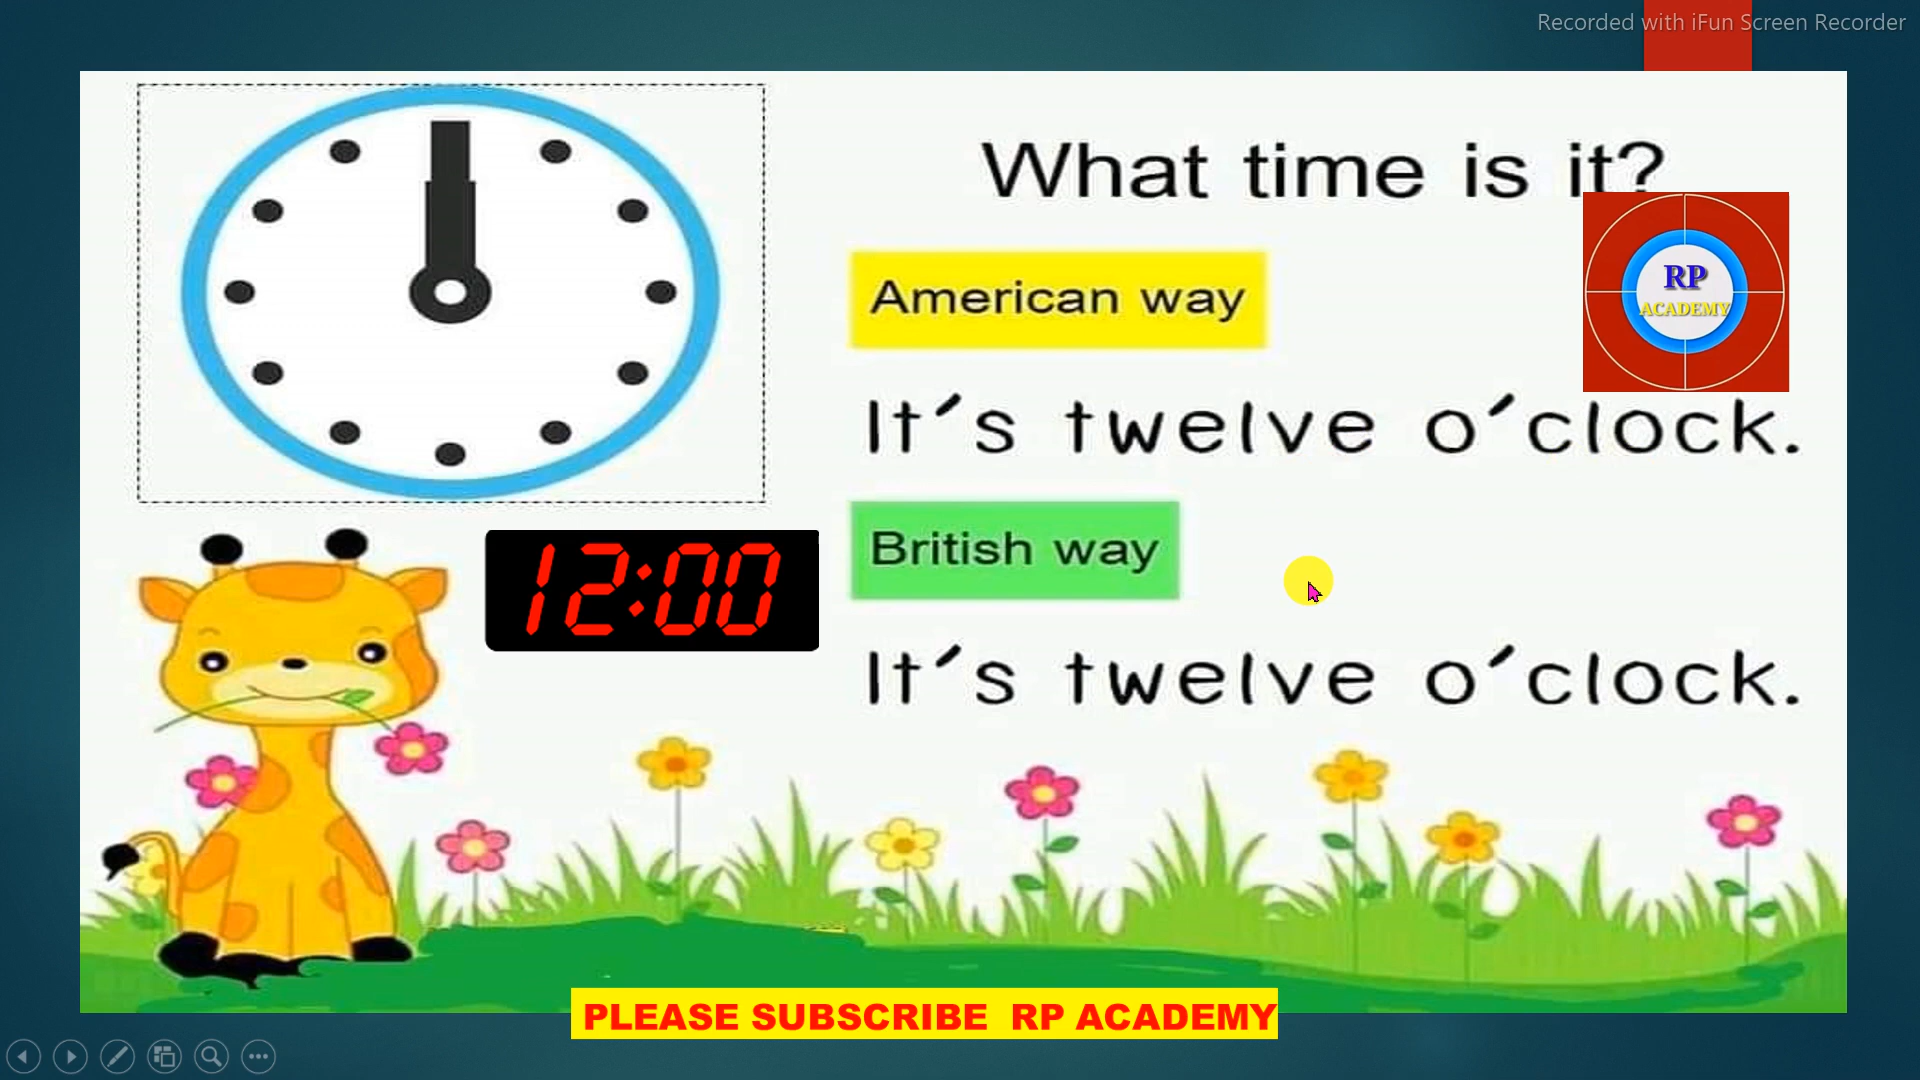 Recorded with iFun Screen Recorder
What time is it?
American way
RP
ACADEMY
It´s twelve o´clock.
British way
12:00
It´s twelve o´clock.
PLEASE SUBSCRIBE RP ACADEMY